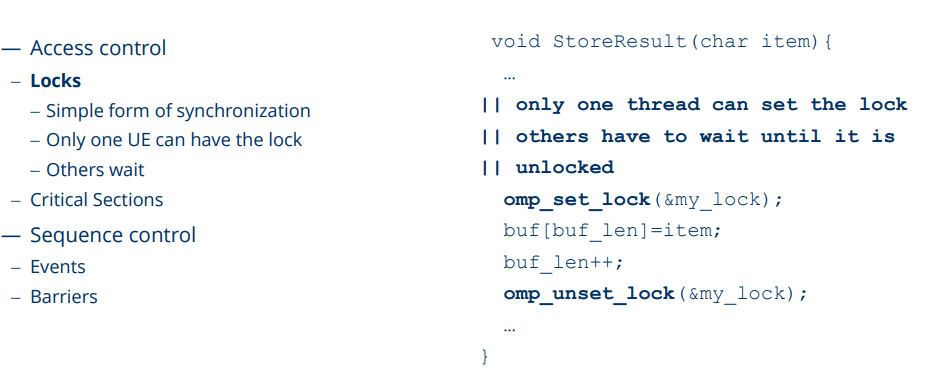 — Access control
– Locks
– Simple form of synchronization
– Only one UE can have the lock
– Others wait
– Critical Sections
— Sequence control
– Events
– Barriers
void StoreResult(char item){
…
|| only one thread can set the lock
|| others have to wait until it is
|| unlocked
omp_set_lock(&my_lock);
buf[buf_len]=item;
buf_len++;
omp_unset_lock(&my_lock);
…
}